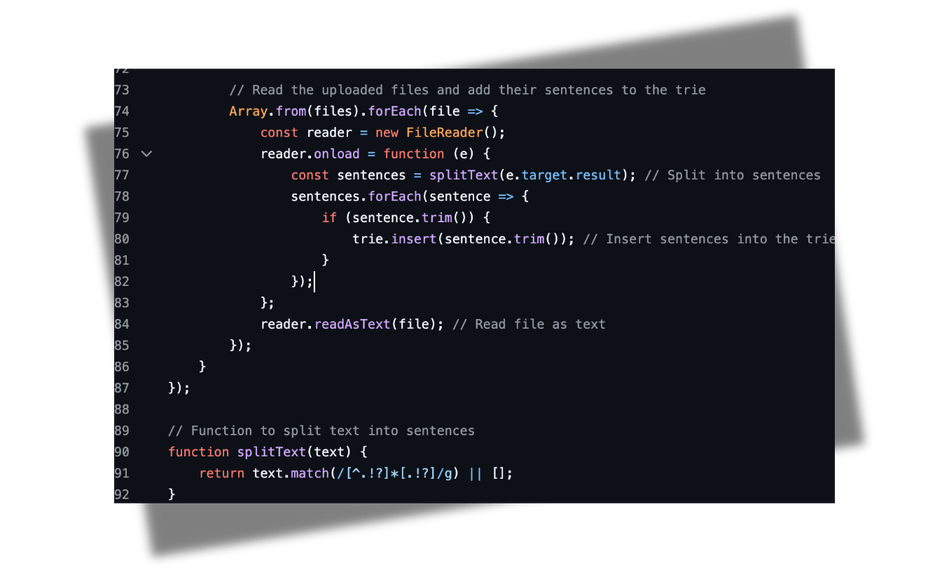 72
73 // Read the uploaded files and add their sentences to the trie
74 Array.from(files).forEach(file => {
75 const reader = new FileReader();
76 reader.onload = function (e) {
77 const sentences = splitText(e.target.result); // Split into sentences
78 sentences.forEach(sentence => {
79 if (sentence.trim()) {
80 trie.insert(sentence.trim()); // Insert sentences into the trie
81 }
82 });
83 };
84 reader.readAsText(file); // Read file as text
85 });
86 }
87 });
88
89 // Function to split text into sentences
90 function splitText(text) {
91 return text.match(/[^.!?]*[.!?]/g) || [];
92 }